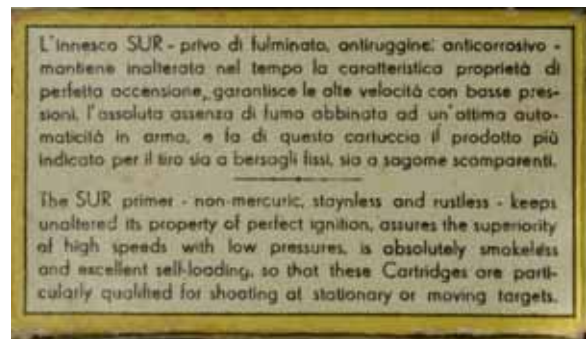 L'innesco SUR - privo di fulminato, antiruggine; anticorrosivo -
mantiene inalterata nel tempo la caratteristica proprietà di
perfetta accensione, garantisce le alte velocità con basse pres-
sioni, l'assoluta assenza di fumo abbinata ad un'ottima auto-
maticità in arma, e fa di questa cartuccia il prodotto più
indicato per il tiro sia a bersagli fissi, sia a sagome scomparenti.
The SUR primer - non-mercuric, staynless and rustless - keeps
unaltered its property of perfect ignition, assures the superiority
of high speeds with low pressures, is absolutely smokeless
and excellent self-loading, so that these Cartridges are parti-
cularly qualified for shooting at stationary or moving targets.